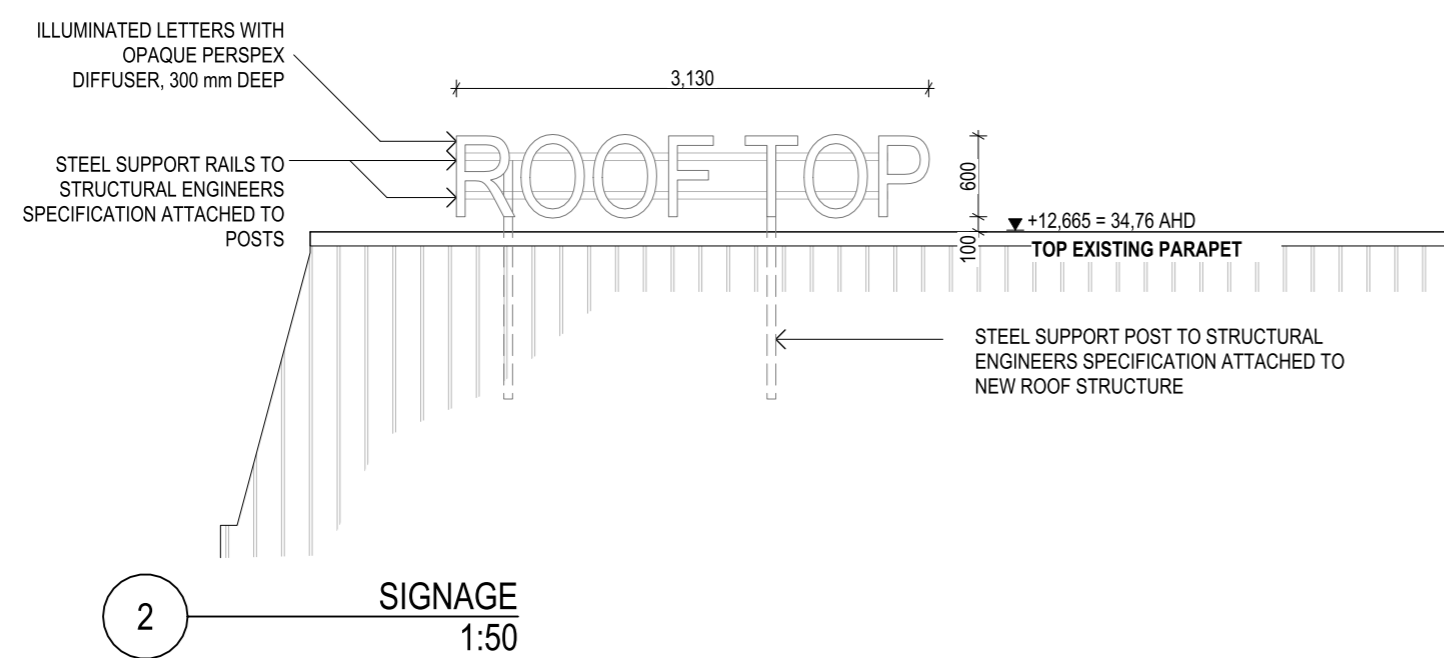 ILLUMINATED LETTERS WITH
OPAQUE PERSPEX
DIFFUSER, 300 mm DEEP
3,130
ROOF TOP
STEEL SUPPORT RAILS TO
STRUCTURAL ENGINEERS
SPECIFICATION ATTACHED TO
POSTS
600
100
+12,665 = 34,76 AHD
TOP EXISTING PARAPET
STEEL SUPPORT POST TO STRUCTURAL
ENGINEERS SPECIFICATION ATTACHED TO
NEW ROOF STRUCTURE
2
SIGNAGE
1:50